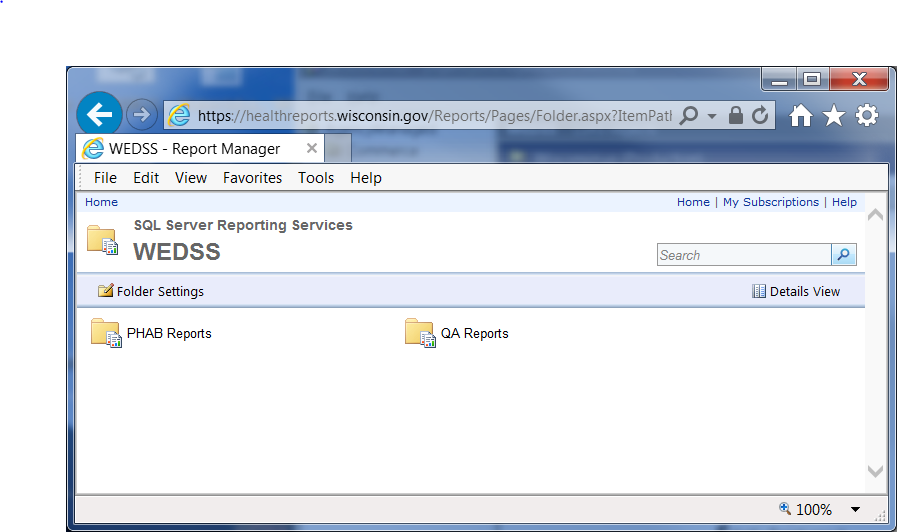 https://healthreports.wisconsin.gov/Reports/Pages/Folder.aspx?ItemPatl
WEDSS - Report Manager
File Edit View Favorites Tools Help
Home Home | My Subscriptions | Help
SQL Server Reporting Services
WEDSS
Search
Folder Settings Details View
PHAB Reports QA Reports
100%